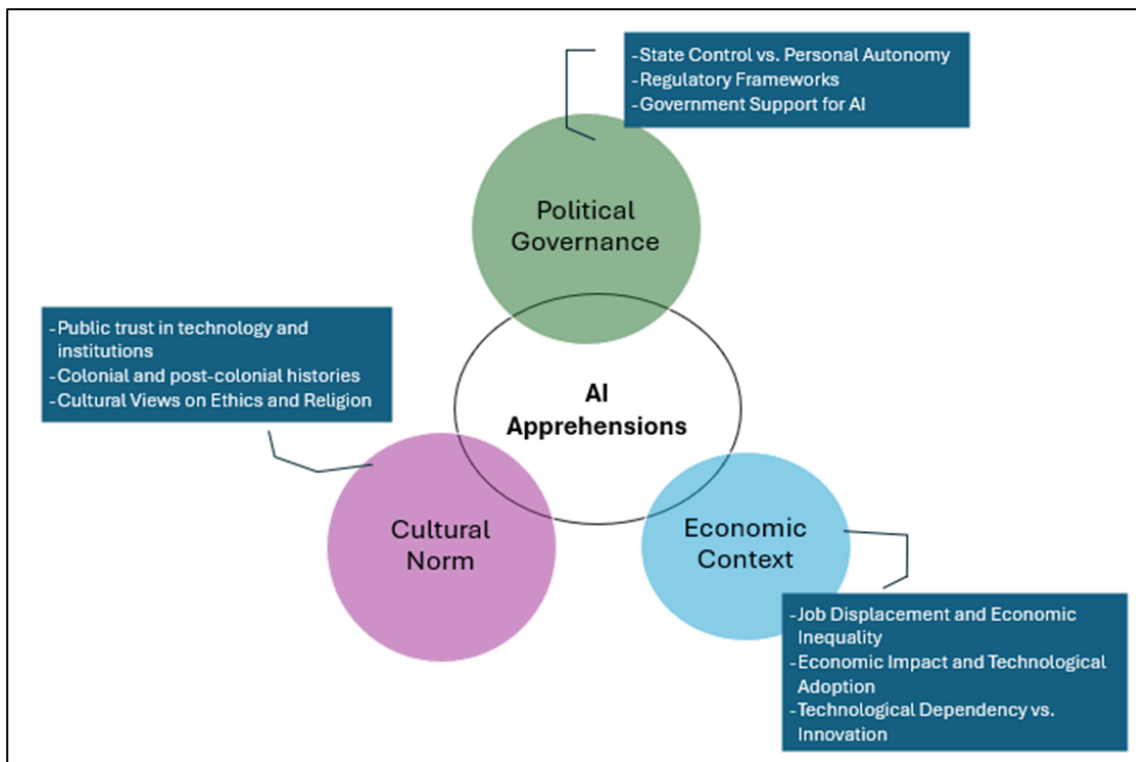 -State Control vs. Personal Autonomy
-Regulatory Frameworks
-Government Support for AI
Political
Governance
-Public trust in technology and
institutions
-Colonial and post-colonial histories
-Cultural Views on Ethics and Religion
AI
Apprehensions
Cultural
Norm
Economic
Context
-Job Displacement and Economic
Inequality
-Economic Impact and Technological
Adoption
-Technological Dependency vs.
Innovation